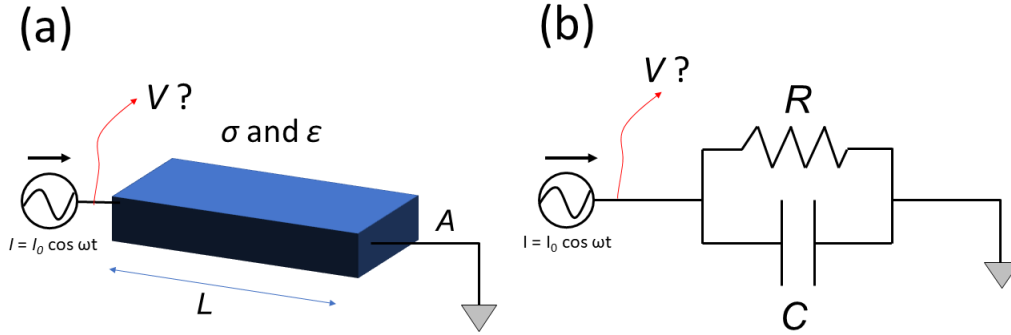 (a)
V ?
σ and ε
I = I₀ cos ωt
A
L
(b)
V ?
R
I = I₀ cos ωt
C